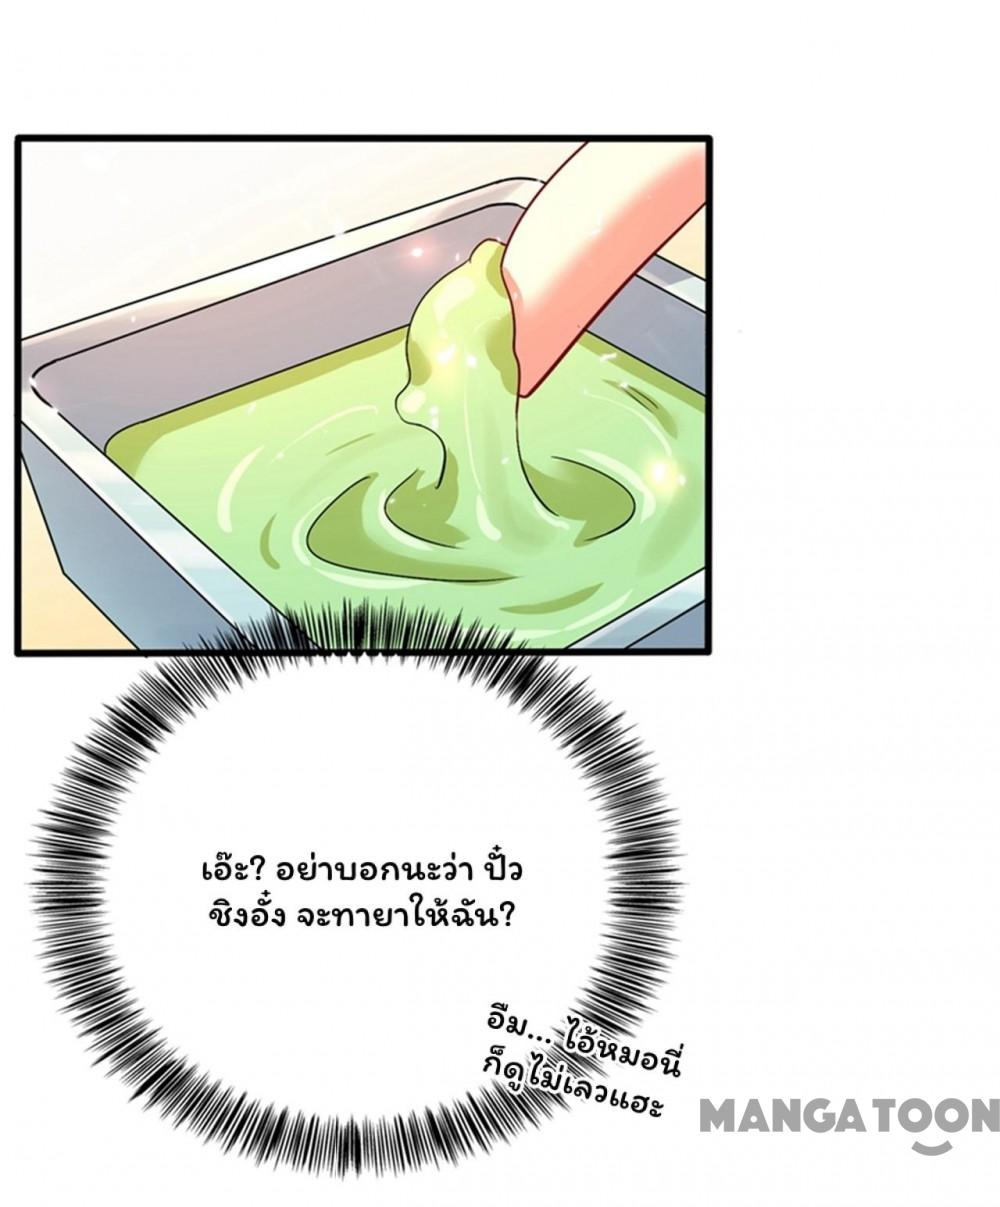 เอ๊ะ? อย่าบอกนะว่า ปั๋ว
ชิงอั๋ง จะทายาให้ฉัน?
อืม... ไอ้หมอนี่
ก็ดูไม่เลวแฮะ
MANGATOON